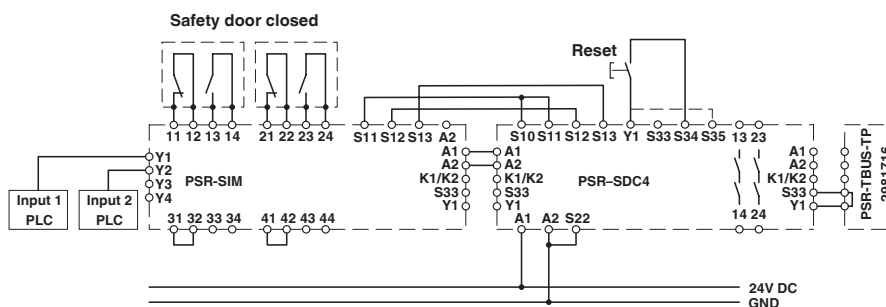 Safety door closed
Reset
11 12 13 14 21 22 23 24 S11 S12 S13 A2 S10 S11 S12 S13 Y1 S33 S34 S35 13 23
Y1
Y2
Y3
Y4
PSR-SIM
A1
A2
K1/K2
S33
Y1
A1
A2
K1/K2
S33
Y1
PSR–SDC4
A1
A2
K1/K2
S33
Y1
PSR-TBUS-TP
2981716
Input 1
PLC
Input 2
PLC
31 32 33 34 41 42 43 44 A1 A2 S22 14 24
24V DC
GND